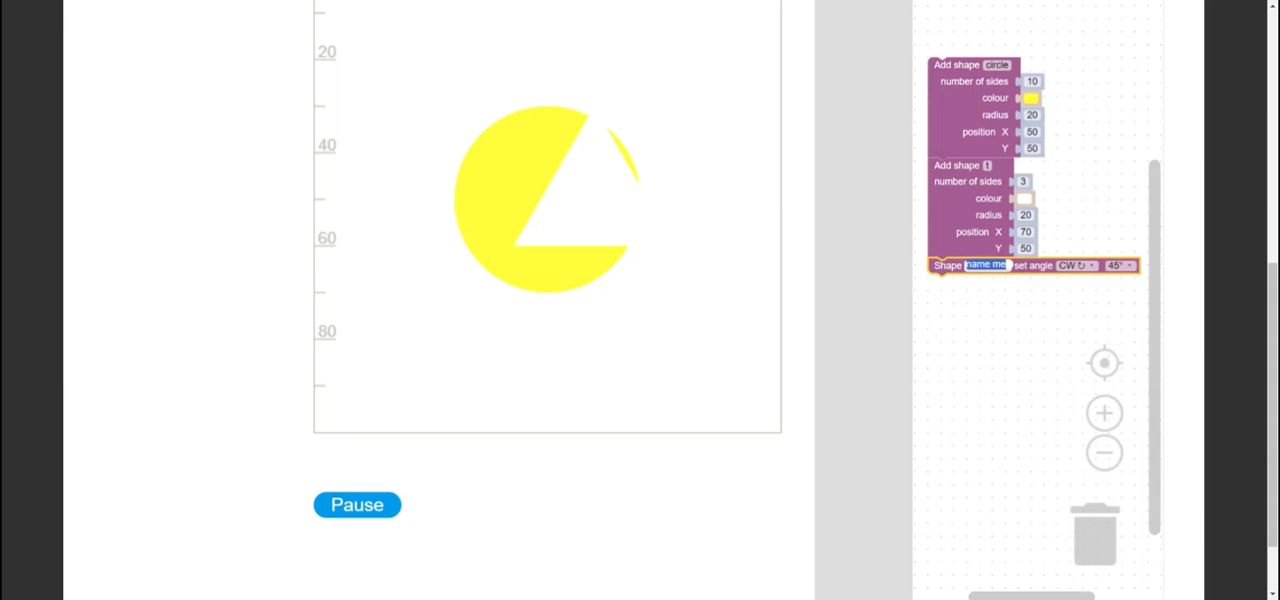 20
40
60
80
Pause
Add shape circle
number of sides 10
colour
radius 20
position X 50
Y 50
Add shape t
number of sides 3
colour
radius 20
position X 70
Y 50
Shape name me set angle CW ↻ 45°